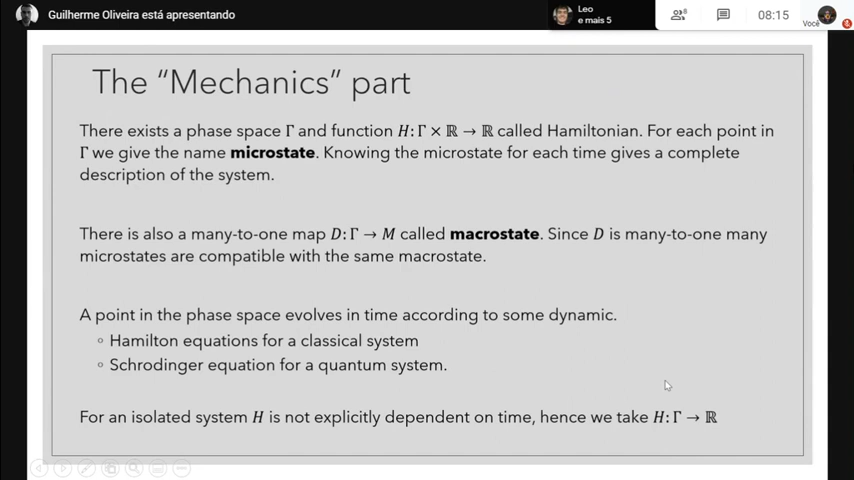 Guilherme Oliveira está apresentando
Leo
e mais 5
8
08:15
Você
The “Mechanics” part
There exists a phase space Γ and function H: Γ × ℝ → ℝ called Hamiltonian. For each point in
Γ we give the name microstate. Knowing the microstate for each time gives a complete
description of the system.
There is also a many-to-one map D: Γ → M called macrostate. Since D is many-to-one many
microstates are compatible with the same macrostate.
A point in the phase space evolves in time according to some dynamic.
◦ Hamilton equations for a classical system
◦ Schrodinger equation for a quantum system.
For an isolated system H is not explicitly dependent on time, hence we take H: Γ → ℝ